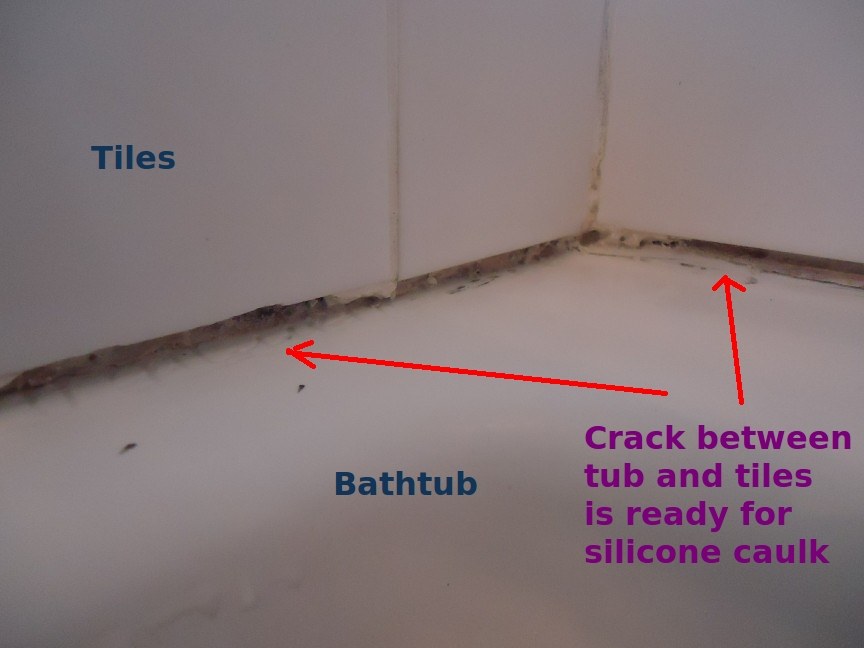 Tiles
Bathtub
Crack between
tub and tiles
is ready for
silicone caulk